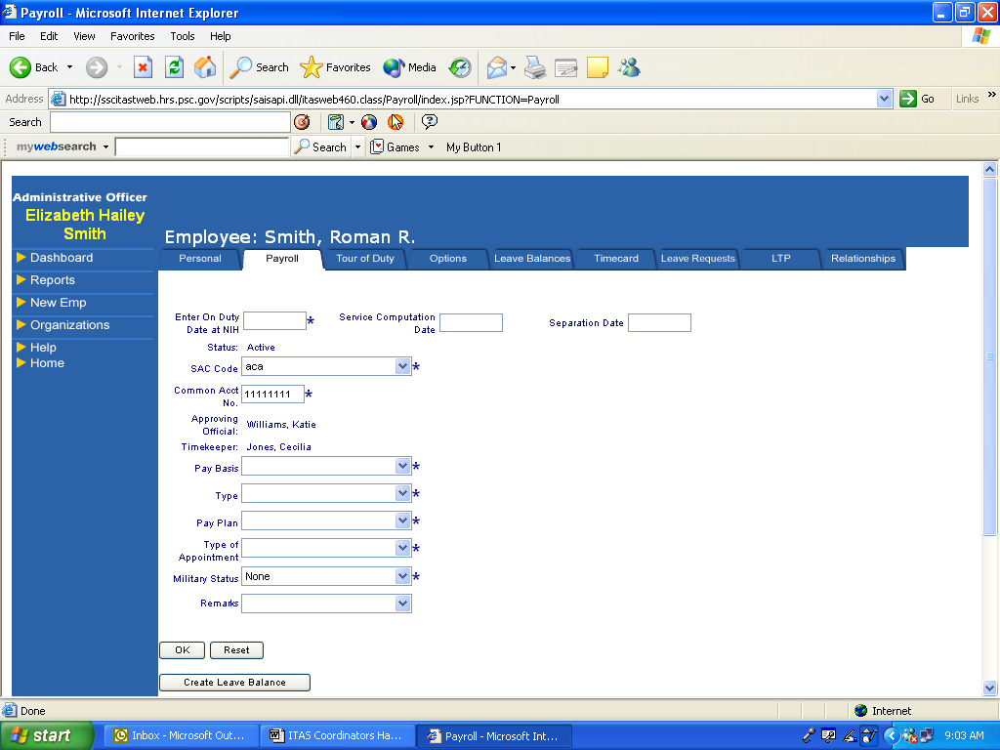 Payroll - Microsoft Internet Explorer
File Edit View Favorites Tools Help
Back Search Favorites Media
Address http://sscitastweb.hrs.psc.gov/scripts/saisapi.dll/itasweb460.class/Payroll/index.jsp?FUNCTION=Payroll Go Links »
Search
mywebsearch Search Games My Button 1
Administrative Officer
Elizabeth Hailey
Smith
Employee: Smith, Roman R.
Personal Payroll Tour of Duty Options Leave Balances Timecard Leave Requests LTP Relationships
Dashboard
Reports
New Emp
Organizations
Help
Home
Enter On Duty
Date at NIH *
Service Computation
Date
Separation Date
Status: Active
SAC Code aca *
Common Acct
No. 11111111 *
Approving
Official: Williams, Katie
Timekeeper: Jones, Cecilia
Pay Basis *
Type *
Pay Plan *
Type of
Appointment *
Military Status None *
Remarks
OK Reset
Create Leave Balance
Done Internet
start Inbox - Microsoft Out... ITAS Coordinators Ha... Payroll - Microsoft Int... 9:03 AM